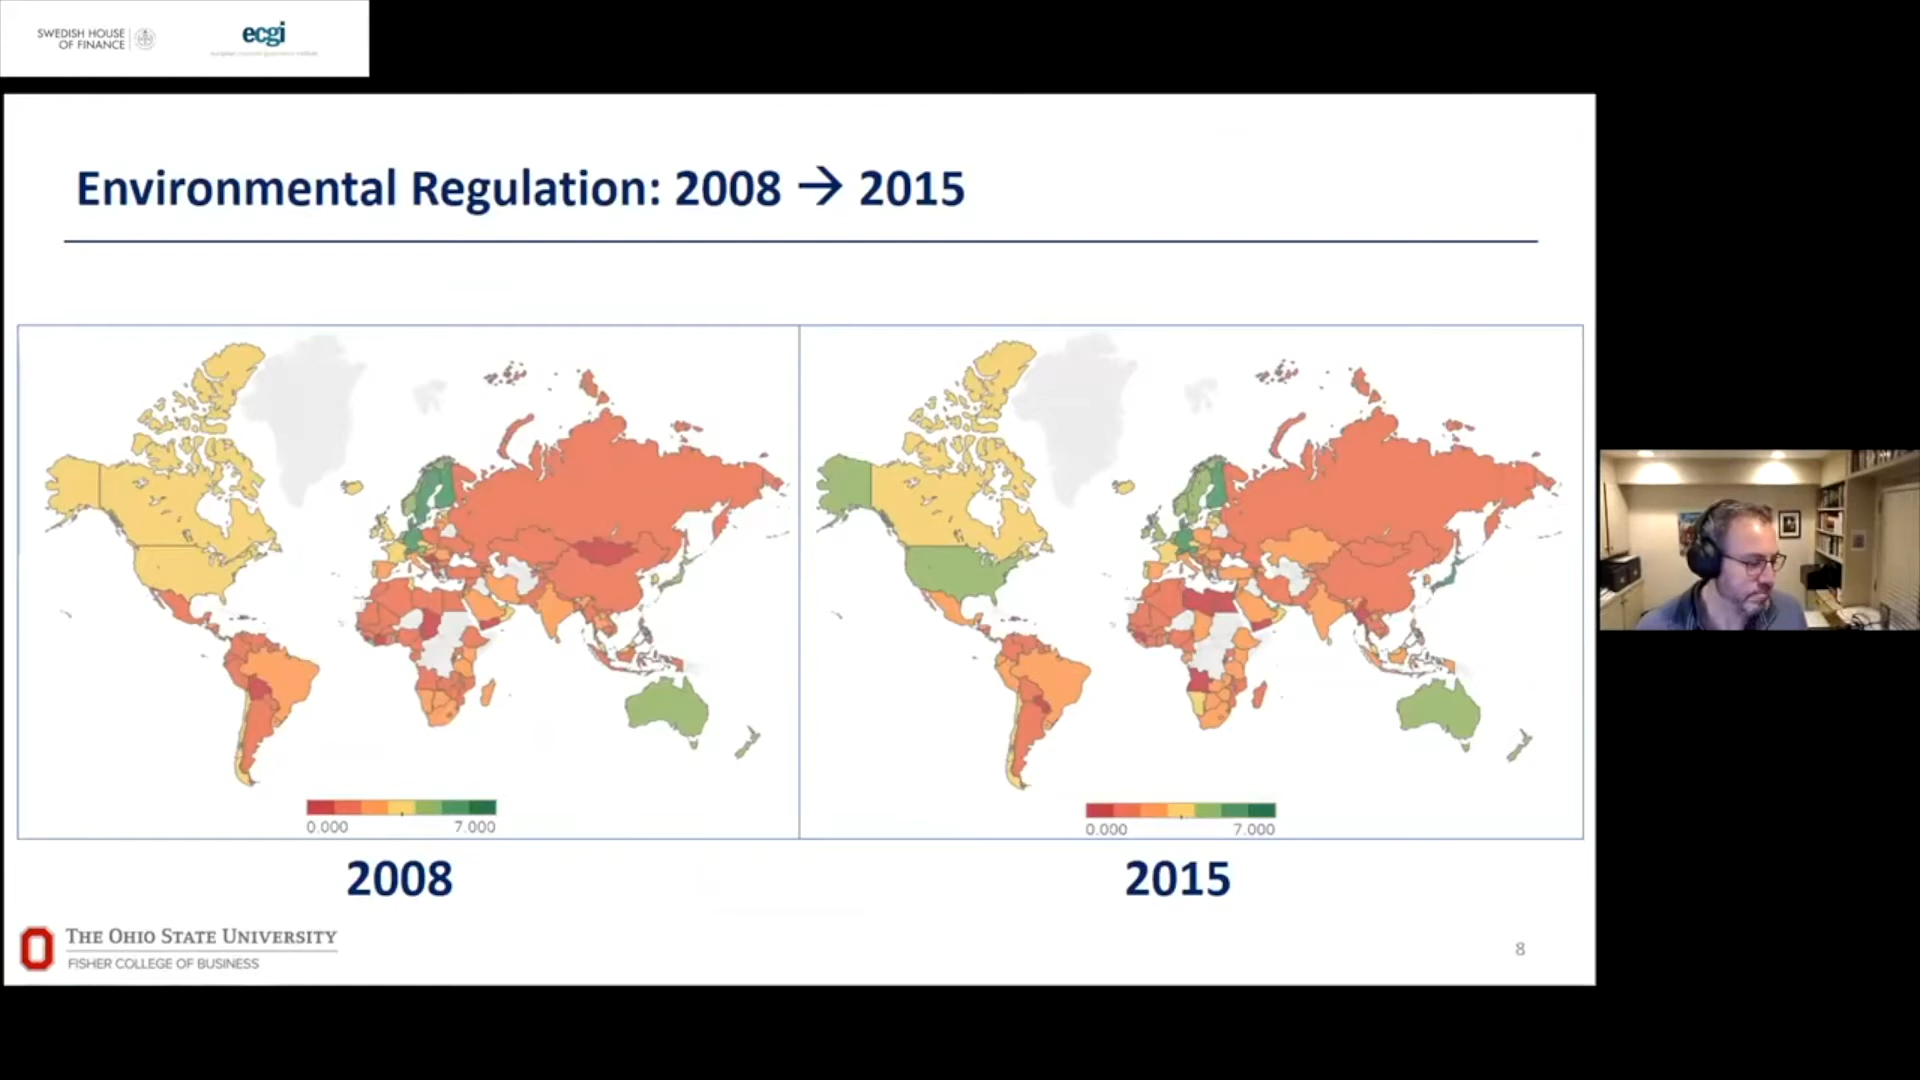 SWEDISH HOUSE
OF FINANCE
ecgi
Environmental Regulation: 2008 → 2015
0.000 7.000
0.000 7.000
2008
2015
THE OHIO STATE UNIVERSITY
FISHER COLLEGE OF BUSINESS
8